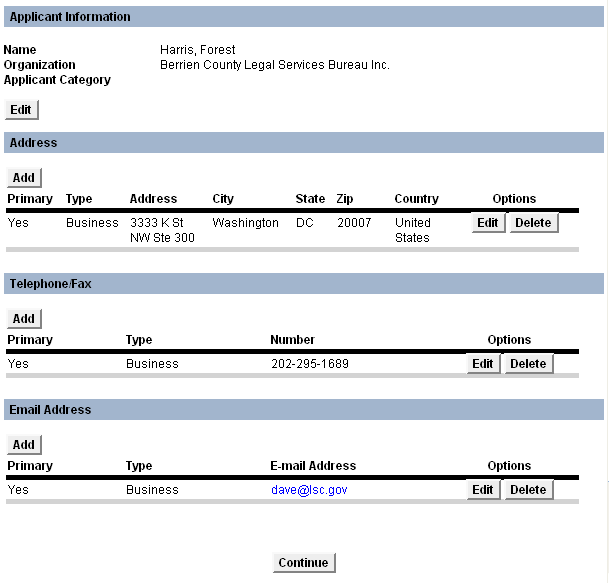 Applicant Information
Name Harris, Forest
Organization Berrien County Legal Services Bureau Inc.
Applicant Category
Edit
Address
Add
Primary Type Address City State Zip Country Options
Yes Business 3333 K St Washington DC 20007 United Edit Delete
NW Ste 300 States
Telephone/Fax
Add
Primary Type Number Options
Yes Business 202-295-1689 Edit Delete
Email Address
Add
Primary Type E-mail Address Options
Yes Business dave@lsc.gov Edit Delete
Continue